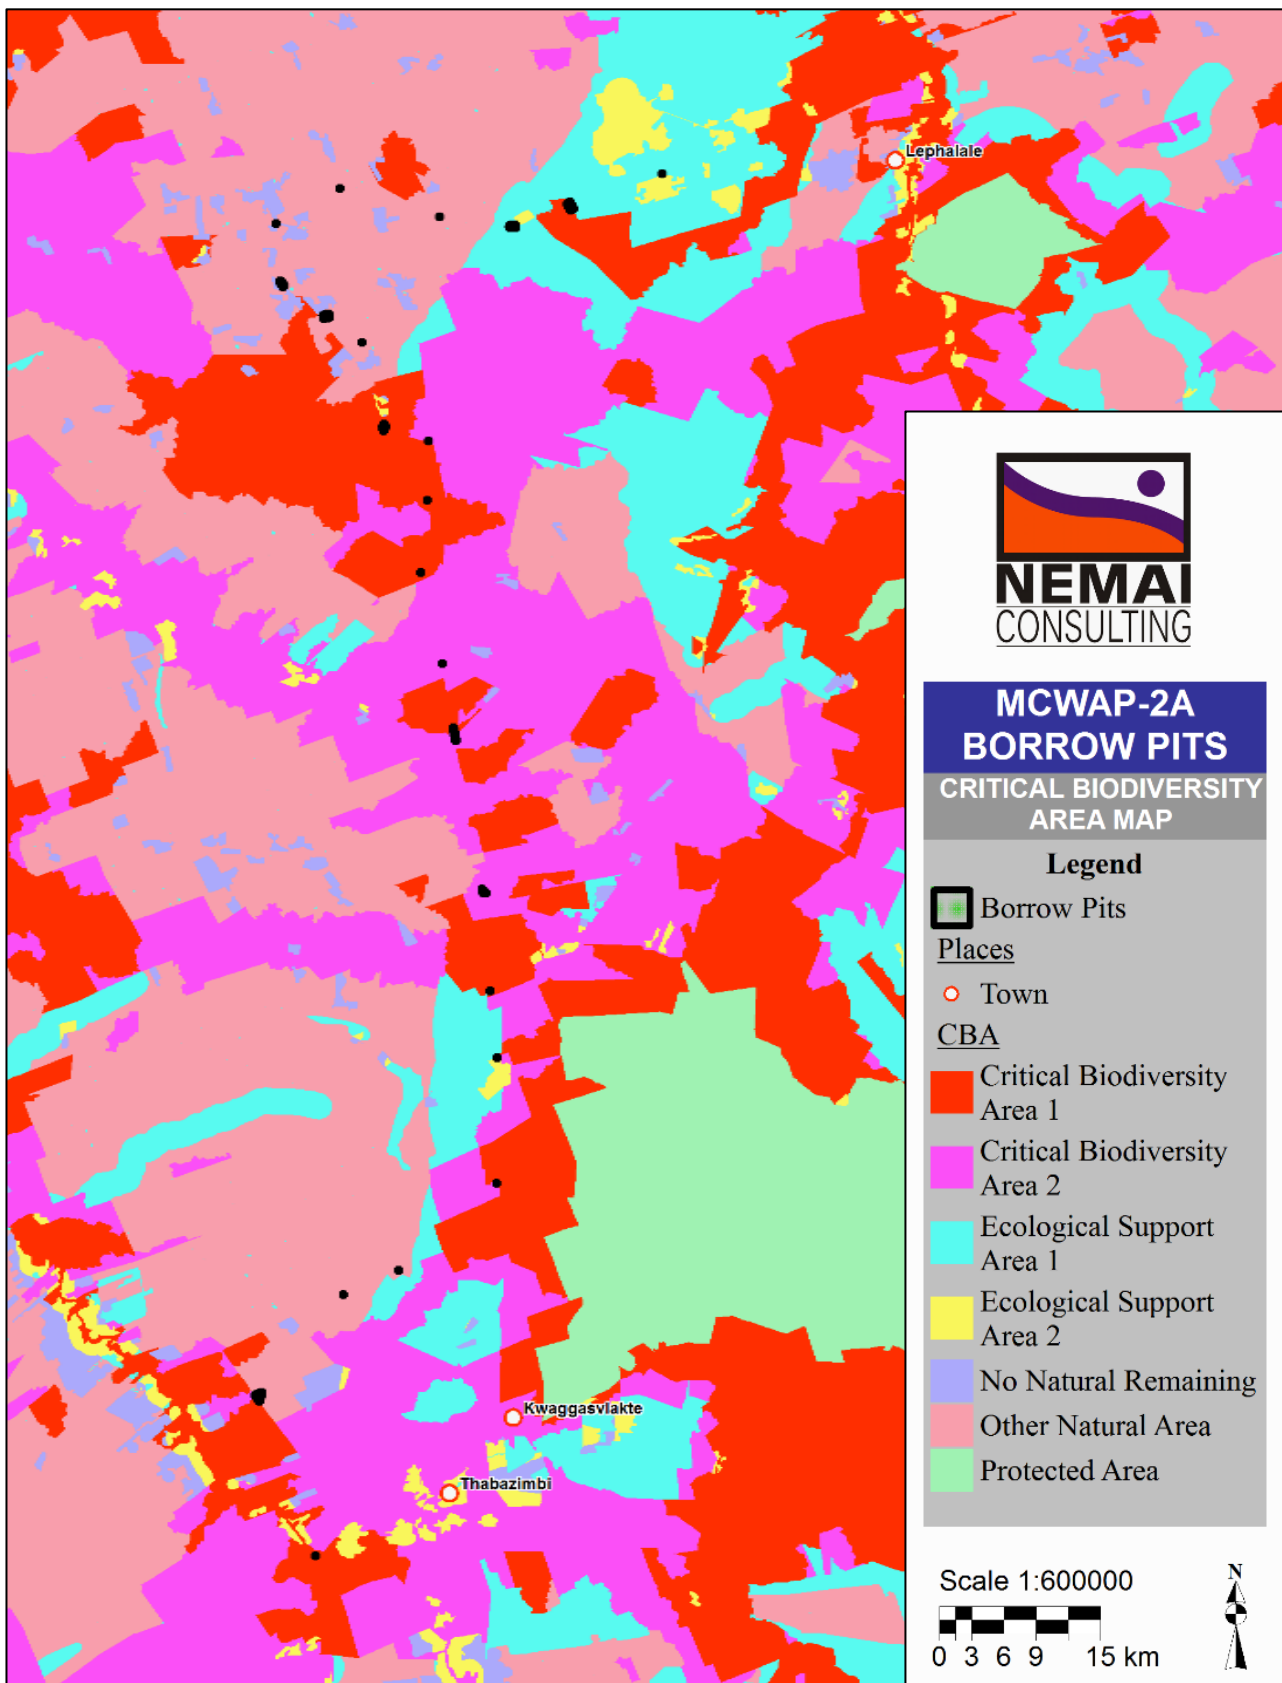 Lephalale
Kwaggasvlakte
Thabazimbi
NEMAI
CONSULTING
MCWAP-2A
BORROW PITS
CRITICAL BIODIVERSITY
AREA MAP
Legend
Borrow Pits
Places
Town
CBA
Critical Biodiversity
Area 1
Critical Biodiversity
Area 2
Ecological Support
Area 1
Ecological Support
Area 2
No Natural Remaining
Other Natural Area
Protected Area
Scale 1:600000
N
0 3 6 9 15 km